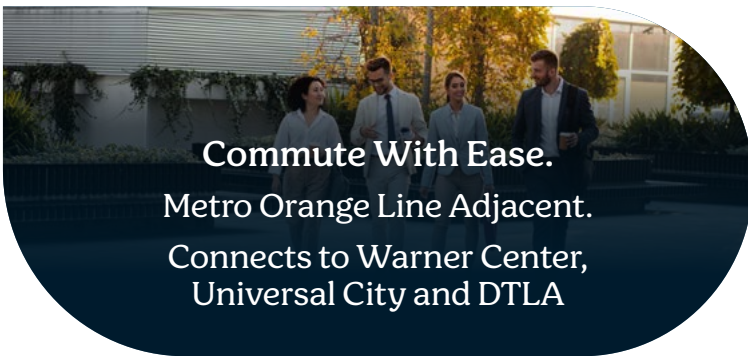 Commute With Ease.
Metro Orange Line Adjacent.
Connects to Warner Center,
Universal City and DTLA